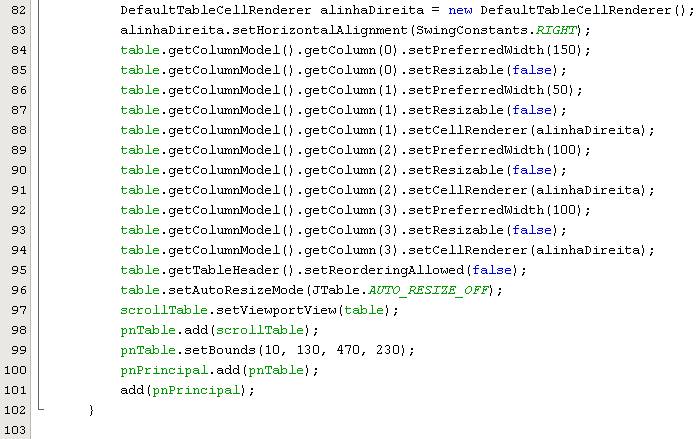 82 DefaultTableCellRenderer alinhaDireita = new DefaultTableCellRenderer();
83 alinhaDireita.setHorizontalAlignment(SwingConstants.RIGHT);
84 table.getColumnModel().getColumn(0).setPreferredWidth(150);
85 table.getColumnModel().getColumn(0).setResizable(false);
86 table.getColumnModel().getColumn(1).setPreferredWidth(50);
87 table.getColumnModel().getColumn(1).setResizable(false);
88 table.getColumnModel().getColumn(1).setCellRenderer(alinhaDireita);
89 table.getColumnModel().getColumn(2).setPreferredWidth(100);
90 table.getColumnModel().getColumn(2).setResizable(false);
91 table.getColumnModel().getColumn(2).setCellRenderer(alinhaDireita);
92 table.getColumnModel().getColumn(3).setPreferredWidth(100);
93 table.getColumnModel().getColumn(3).setResizable(false);
94 table.getColumnModel().getColumn(3).setCellRenderer(alinhaDireita);
95 table.getTableHeader().setReorderingAllowed(false);
96 table.setAutoResizeMode(JTable.AUTO_RESIZE_OFF);
97 scrollTable.setViewportView(table);
98 pnTable.add(scrollTable);
99 pnTable.setBounds(10, 130, 470, 230);
100 pnPrincipal.add(pnTable);
101 add(pnPrincipal);
102 }
103